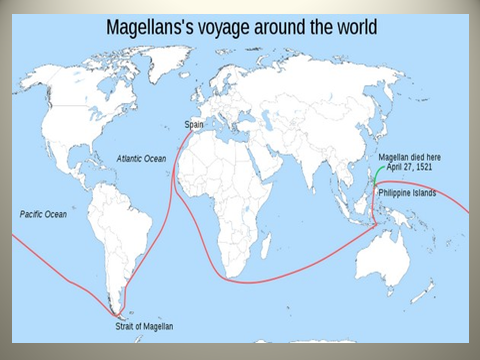 Magellans's voyage around the world
Spain
Atlantic Ocean
Magellan died here
April 27, 1521
Philippine Islands
Pacific Ocean
Strait of Magellan